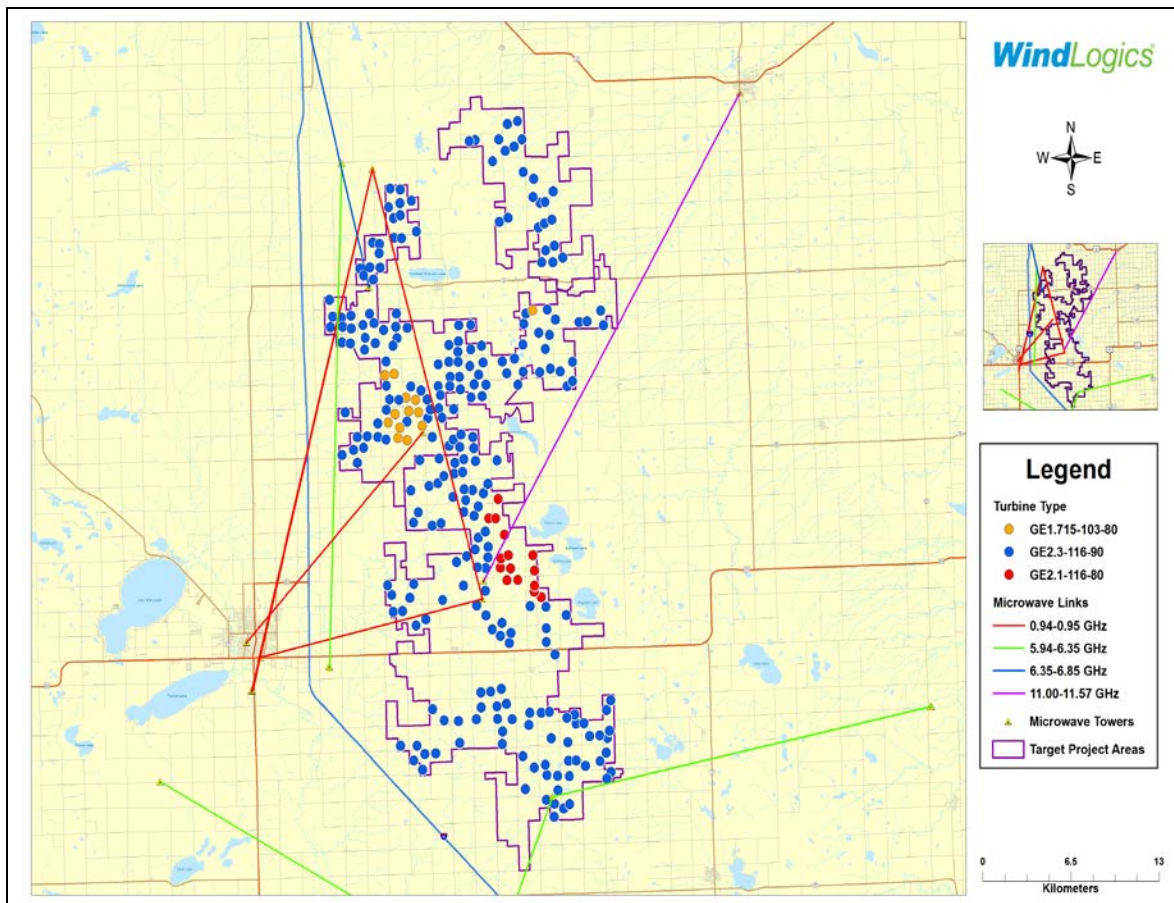 WindLogics®
N
W
E
S
Legend
Turbine Type
GE1.715-103-80
GE2.3-116-90
GE2.1-116-80
Microwave Links
0.94-0.95 GHz
5.94-6.35 GHz
6.35-6.85 GHz
11.00-11.57 GHz
Microwave Towers
Target Project Areas
0
6.5
13
Kilometers